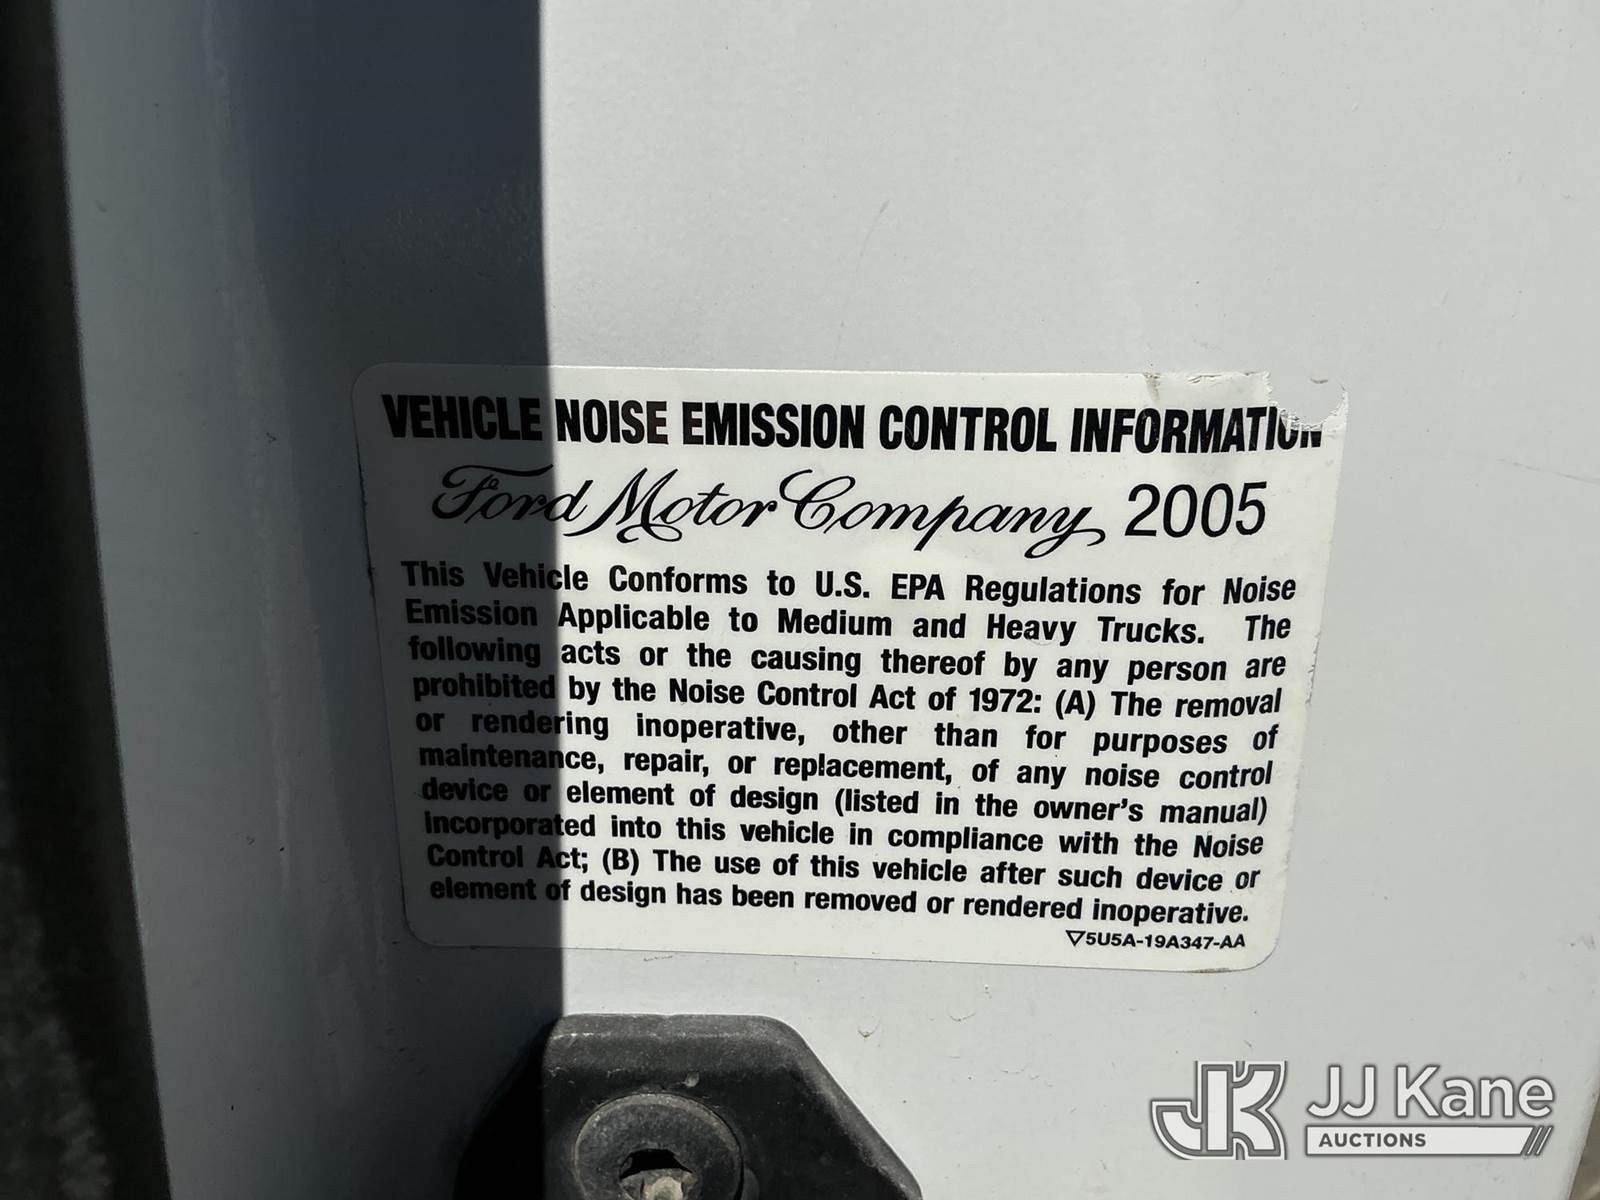 VEHICLE NOISE EMISSION CONTROL INFORMATION
Ford Motor Company 2005
This Vehicle Conforms to U.S. EPA Regulations for Noise
Emission Applicable to Medium and Heavy Trucks. The
following acts or the causing thereof by any person are
prohibited by the Noise Control Act of 1972: (A) The removal
or rendering inoperative, other than for purposes of
maintenance, repair, or replacement, of any noise control
device or element of design (listed in the owner's manual)
incorporated into this vehicle in compliance with the Noise
Control Act; (B) The use of this vehicle after such device or
element of design has been removed or rendered inoperative.
▽5U5A-19A347-AA
JK JJ Kane
AUCTIONS